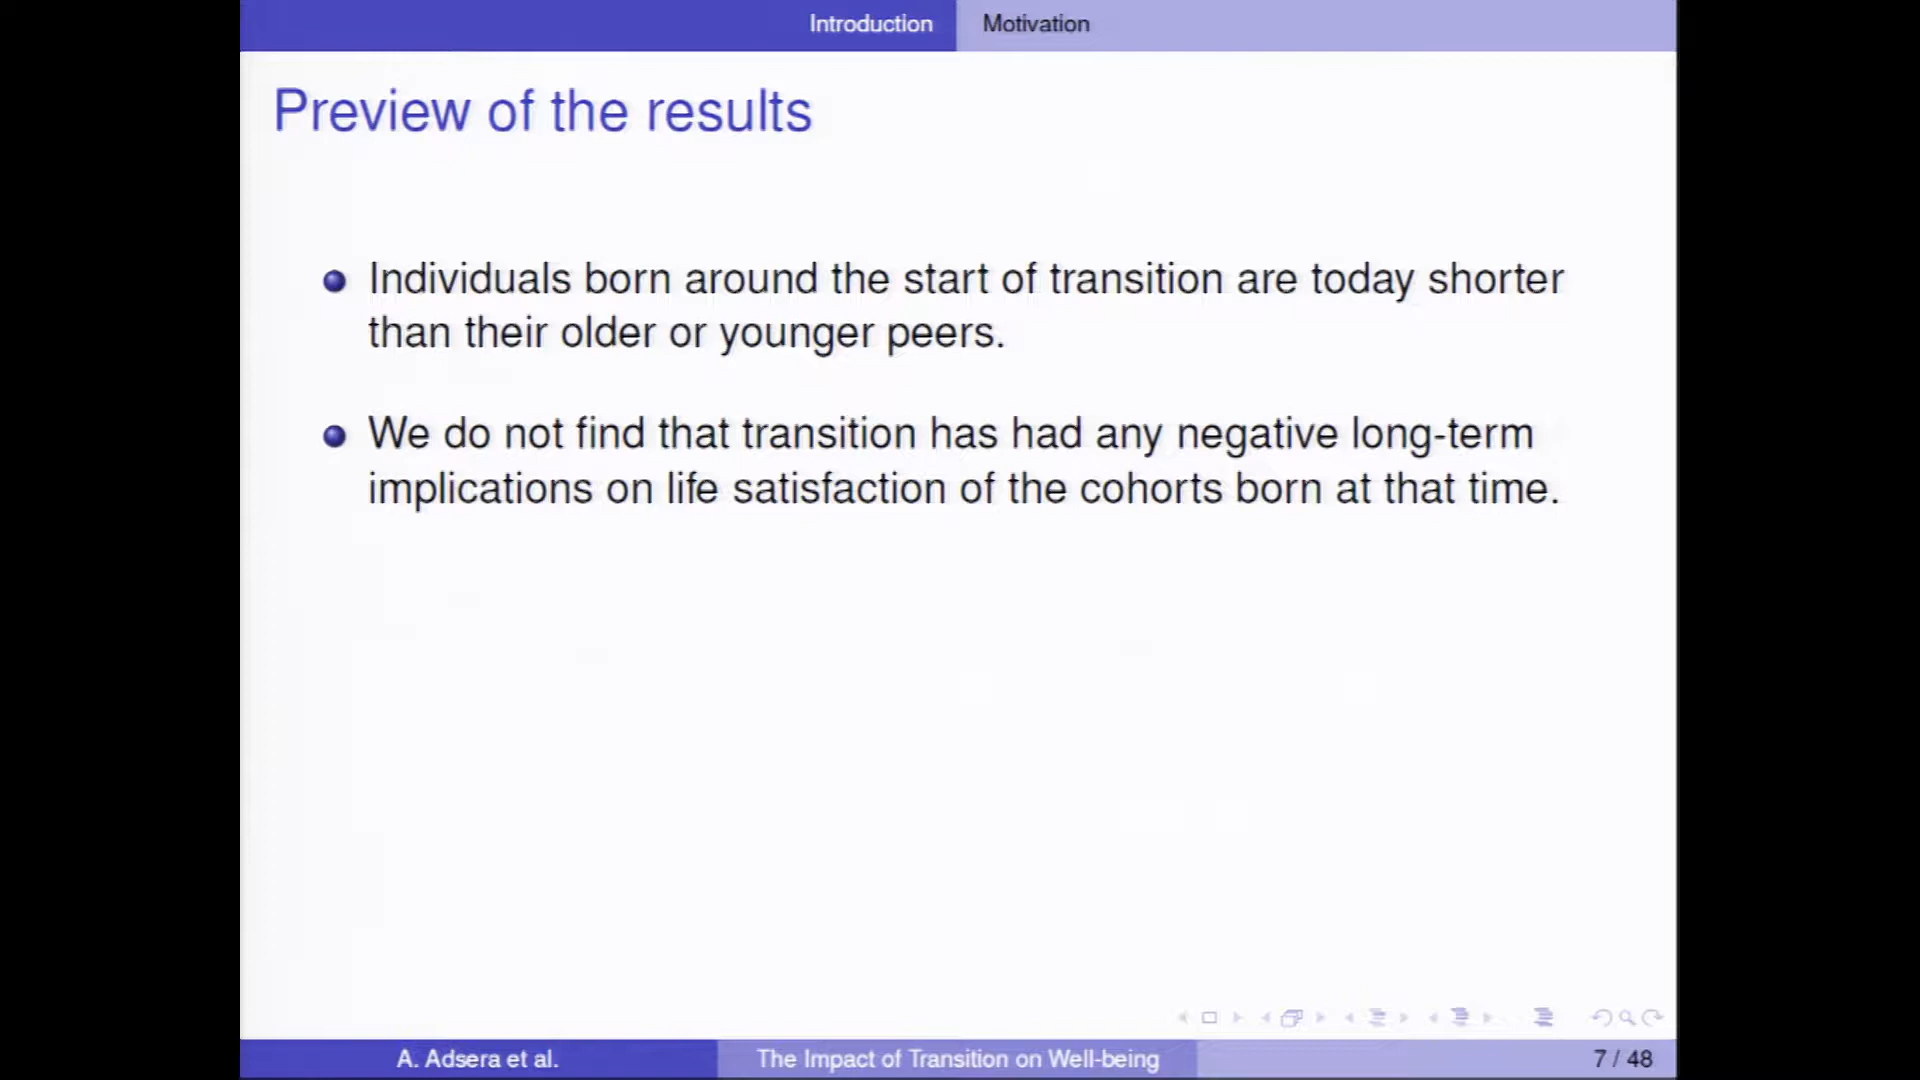 Introduction
Motivation
Preview of the results
Individuals born around the start of transition are today shorter
than their older or younger peers.
We do not find that transition has had any negative long-term
implications on life satisfaction of the cohorts born at that time.
A. Adsera et al.
The Impact of Transition on Well-being
7 / 48